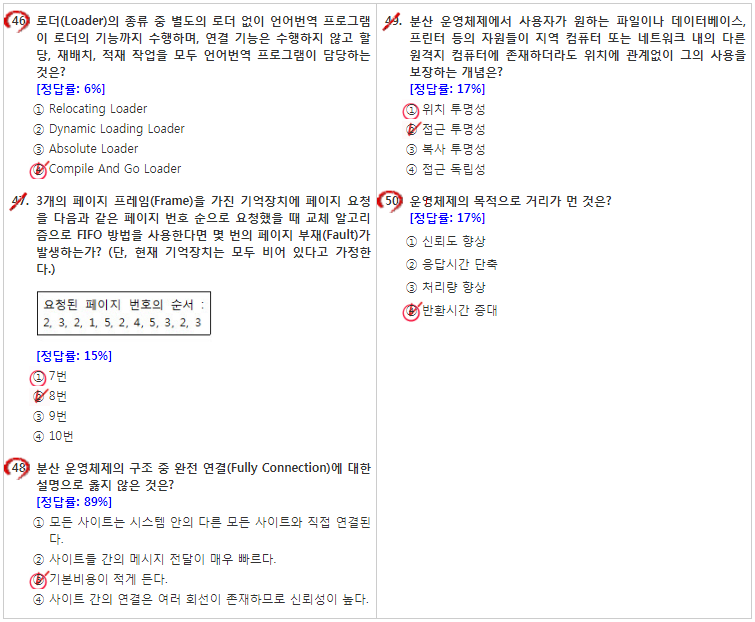 46. 로더(Loader)의 종류 중 별도의 로더 없이 언어번역 프로그램
이 로더의 기능까지 수행하며, 연결 기능은 수행하지 않고 할
당, 재배치, 적재 작업을 모두 언어번역 프로그램이 담당하는
것은?
[정답률: 6%]
① Relocating Loader
② Dynamic Loading Loader
③ Absolute Loader
④ Compile And Go Loader
47. 3개의 페이지 프레임(Frame)을 가진 기억장치에 페이지 요청
을 다음과 같은 페이지 번호 순으로 요청했을 때 교체 알고리
즘으로 FIFO 방법을 사용한다면 몇 번의 페이지 부재(Fault)가
발생하는가? (단, 현재 기억장치는 모두 비어 있다고 가정한
다.)
요청된 페이지 번호의 순서 :
2, 3, 2, 1, 5, 2, 4, 5, 3, 2, 3
[정답률: 15%]
① 7번
② 8번
③ 9번
④ 10번
48. 분산 운영체제의 구조 중 완전 연결(Fully Connection)에 대한
설명으로 옳지 않은 것은?
[정답률: 89%]
① 모든 사이트는 시스템 안의 다른 모든 사이트와 직접 연결된
다.
② 사이트들 간의 메시지 전달이 매우 빠르다.
③ 기본비용이 적게 든다.
④ 사이트 간의 연결은 여러 회선이 존재하므로 신뢰성이 높다.
49. 분산 운영체제에서 사용자가 원하는 파일이나 데이터베이스,
프린터 등의 자원들이 지역 컴퓨터 또는 네트워크 내의 다른
원격지 컴퓨터에 존재하더라도 위치에 관계없이 그의 사용을
보장하는 개념은?
[정답률: 17%]
① 위치 투명성
② 접근 투명성
③ 복사 투명성
④ 접근 독립성
50. 운영체제의 목적으로 거리가 먼 것은?
[정답률: 17%]
① 신뢰도 향상
② 응답시간 단축
③ 처리량 향상
④ 반환시간 증대